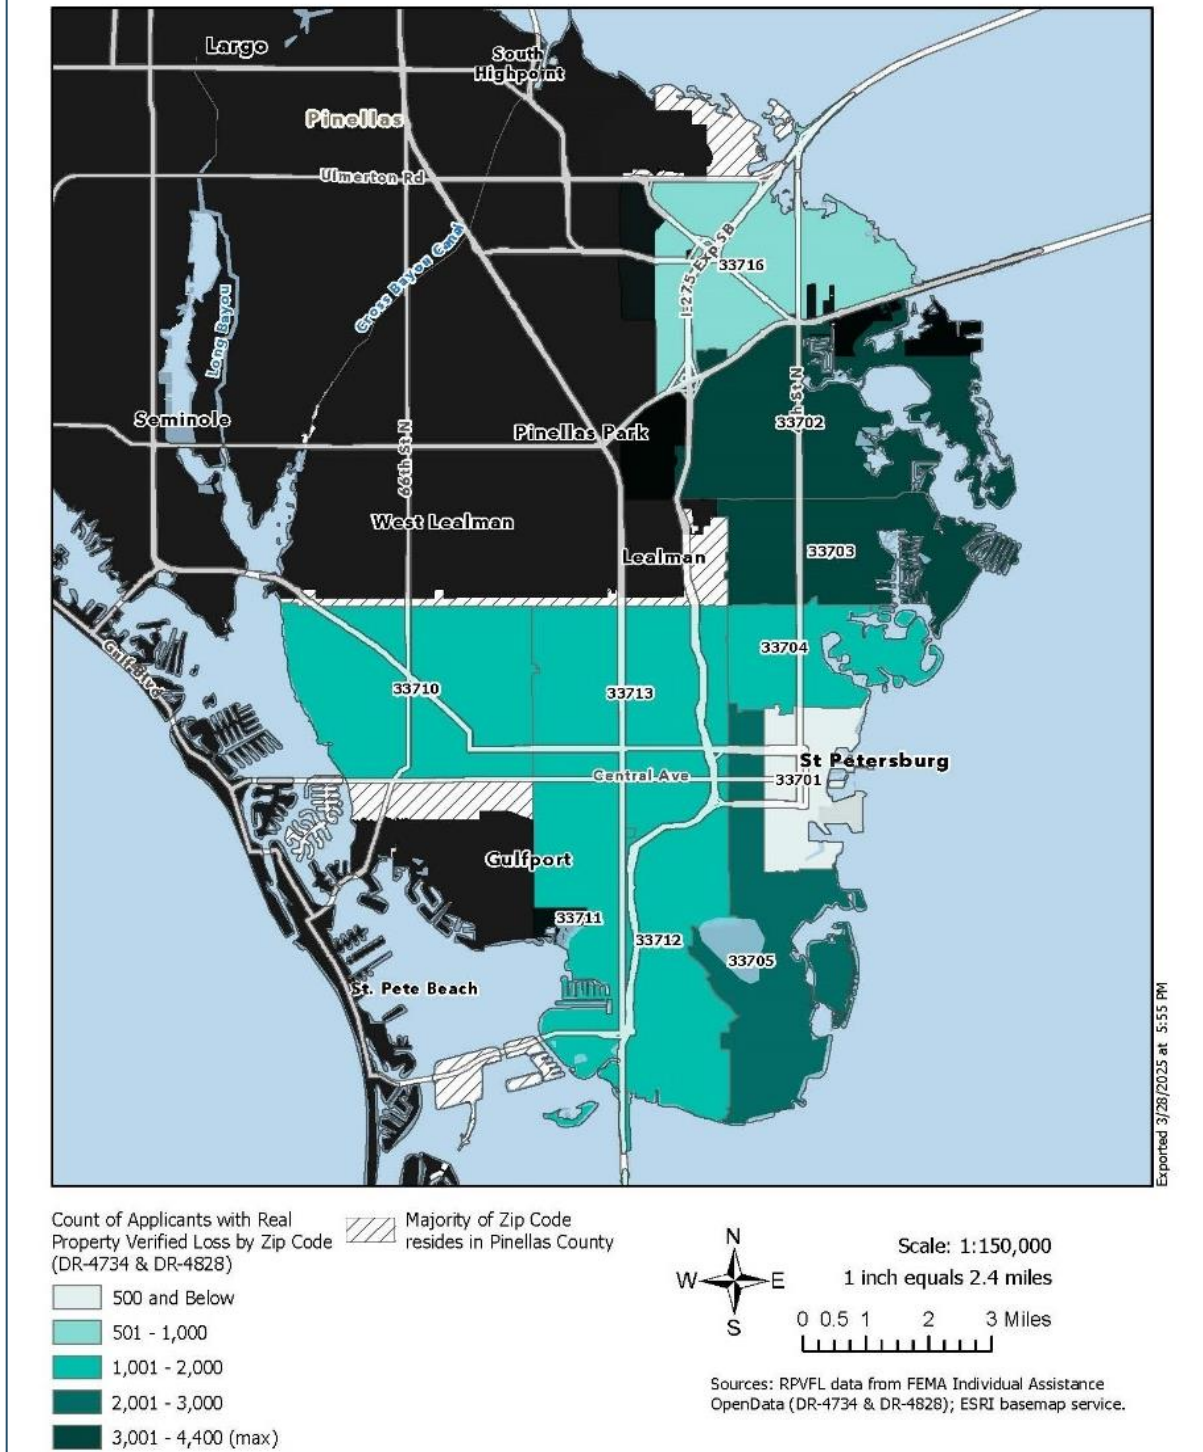 Largo
South
Highpoint
Pinellas
Ulmerton Rd
I-275 Exp SB
33716
Gross Bayou Canal
Long Bayou
Seminole
Pinellas Park
66th St N
33702
West Lealman
Lealman
33703
33704
Gulf Blvd
33710
33713
St Petersburg
Central Ave
33701
Gulfport
33711
33712
33705
St. Pete Beach
Exported 3/28/2025 at 5:55 PM
Count of Applicants with Real
Property Verified Loss by Zip Code
(DR-4734 & DR-4828)
Majority of Zip Code
resides in Pinellas County
500 and Below
501 - 1,000
1,001 - 2,000
2,001 - 3,000
3,001 - 4,400 (max)
N
W
E
S
Scale: 1:150,000
1 inch equals 2.4 miles
0 0.5 1 2 3 Miles
Sources: RPVFL data from FEMA Individual Assistance
OpenData (DR-4734 & DR-4828); ESRI basemap service.